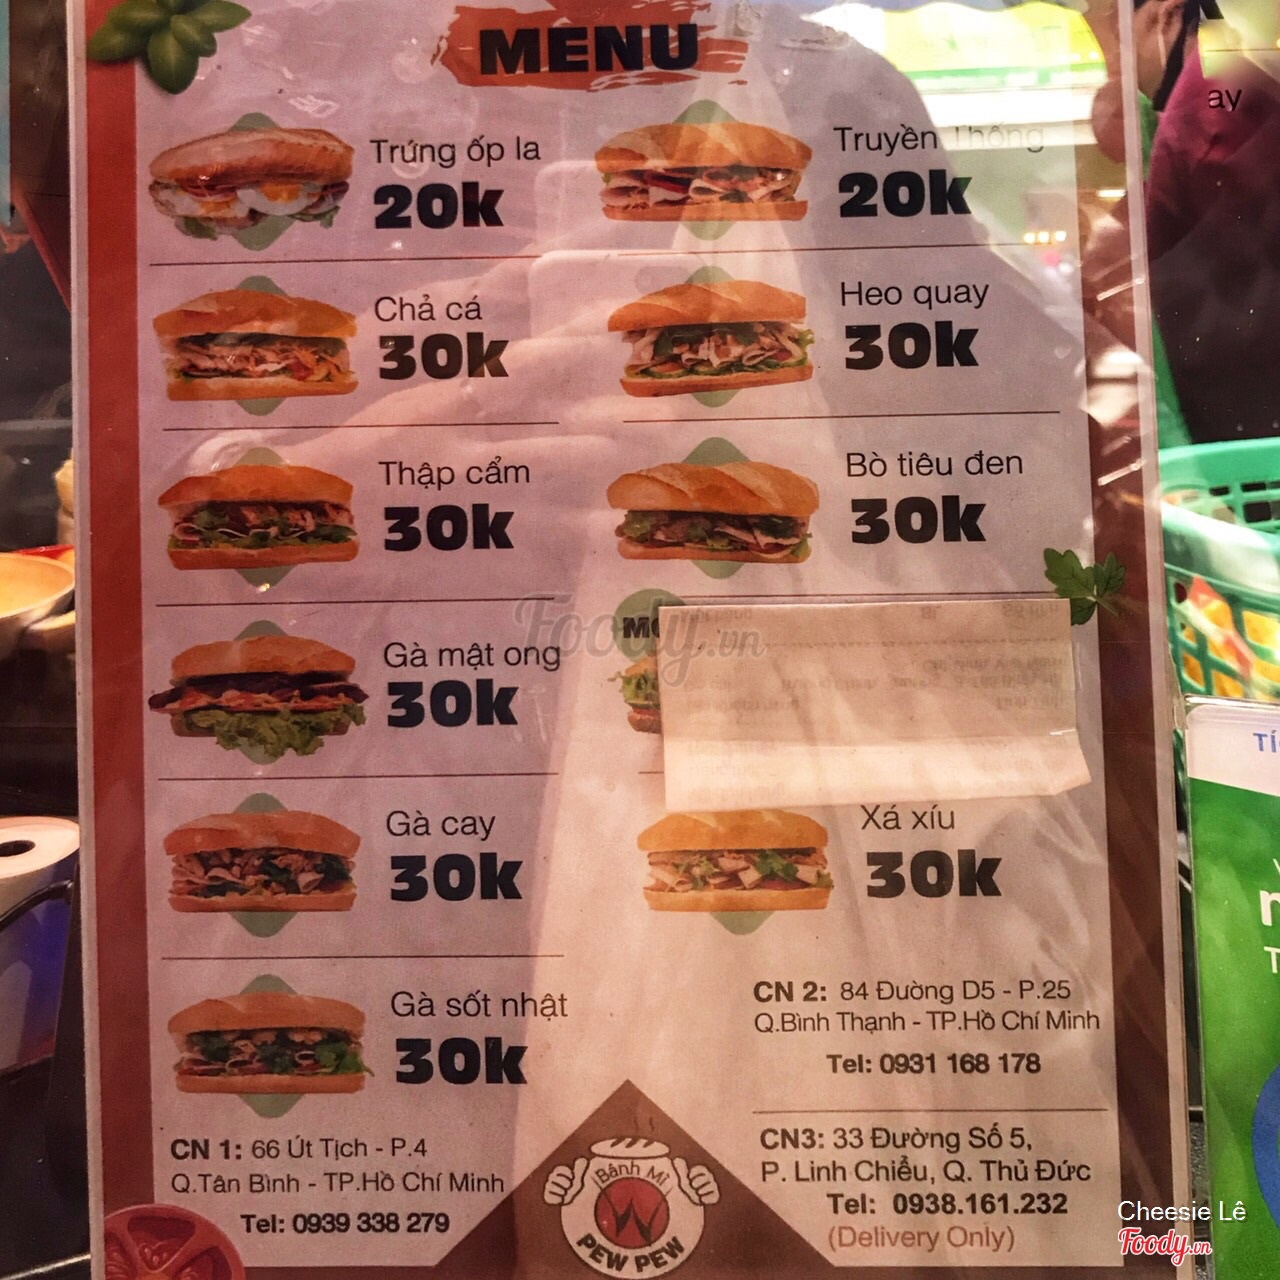 MENU
Trứng ốp la
20k
Truyền Thống
20k
Chả cá
30k
Heo quay
30k
Thập cẩm
30k
Bò tiêu đen
30k
Gà mật ong
30k
Gà cay
30k
Xá xíu
30k
Gà sốt nhật
30k
CN 1: 66 Út Tịch - P.4
Q.Tân Bình - TP.Hồ Chí Minh
Tel: 0939 338 279
CN 2: 84 Đường D5 - P.25
Q.Bình Thạnh - TP.Hồ Chí Minh
Tel: 0931 168 178
CN3: 33 Đường Số 5,
P. Linh Chiểu, Q. Thủ Đức
Tel: 0938.161.232
(Delivery Only)
Bánh Mì
PEW PEW
ay
Foody.vn
Cheesie Lê
Foody.vn